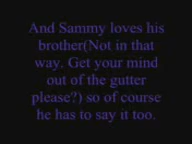 And Sammy loves his
brother(Not in that
way. Get your mind
out of the gutter
please?) so of course
he has to say it too.